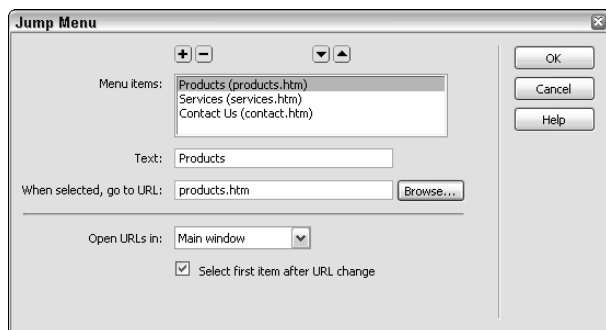 Jump Menu
OK
Cancel
Help
Menu items:
Products (products.htm)
Services (services.htm)
Contact Us (contact.htm)
Text: Products
When selected, go to URL: products.htm Browse...
Open URLs in: Main window
Select first item after URL change